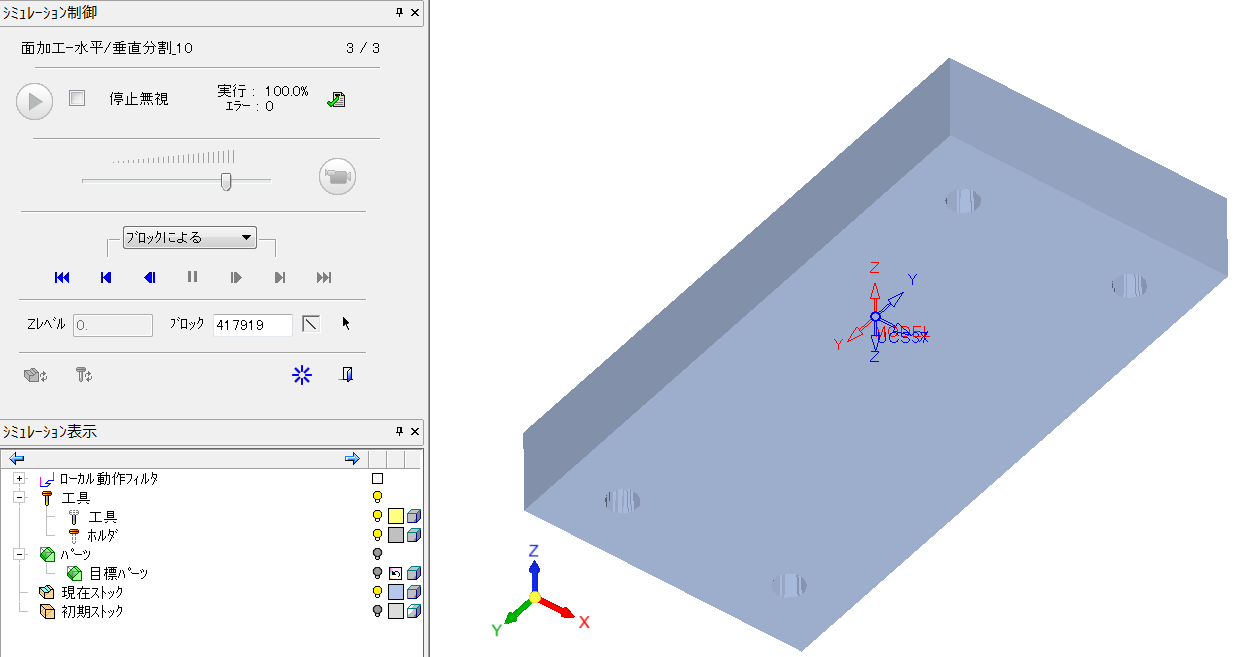 シミュレーション制御
面加工-水平/垂直分割_10 3 / 3
停止無視
実行 : 100.0%
エラー : 0
ブロックによる
Zレベル 0. ブロック 417919
シミュレーション表示
ローカル動作フィルタ
工具
工具
ホルダ
パーツ
目標パーツ
現在ストック
初期ストック
Z
Y
Y
Z
Z
Y
X